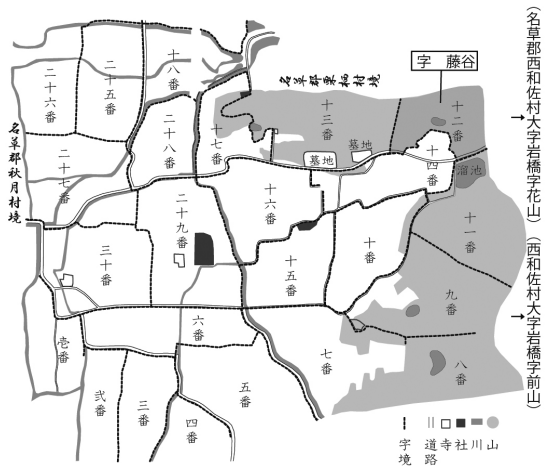 （名草郡西和佐村大字岩橋字花山）
（西和佐村大字岩橋字前山）
字　藤谷
名草郡栗栖村境
名草郡秋月村境
十八番
二十五番
二十六番
二十八番
十七番
十三番
十二番
墓地
墓地
十四番
溜池
二十七番
十六番
二十九番
三十番
十五番
十番
十一番
九番
八番
六番
七番
壱番
弐番
三番
四番
五番
山
川
社
寺
道路
字境